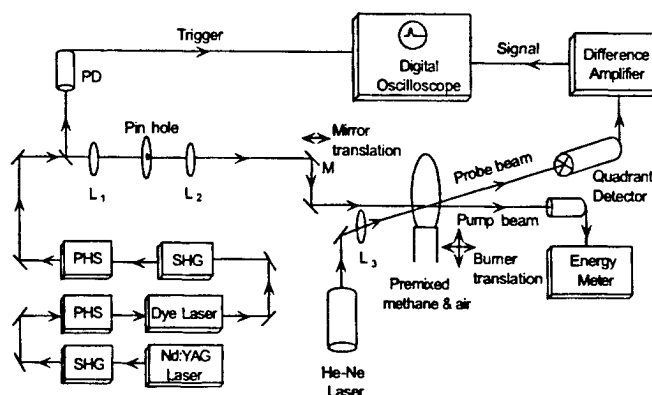 Trigger
PD
Digital
Oscilloscope
Signal
Difference
Amplifier
Pin hole
Mirror
translation
M
L1
L2
Probe beam
Quadrant
Detector
Pump beam
L3
PHS
SHG
Premixed
methane & air
Burner
translation
Energy
Meter
PHS
Dye Laser
SHG
Nd:YAG
Laser
He-Ne
Laser